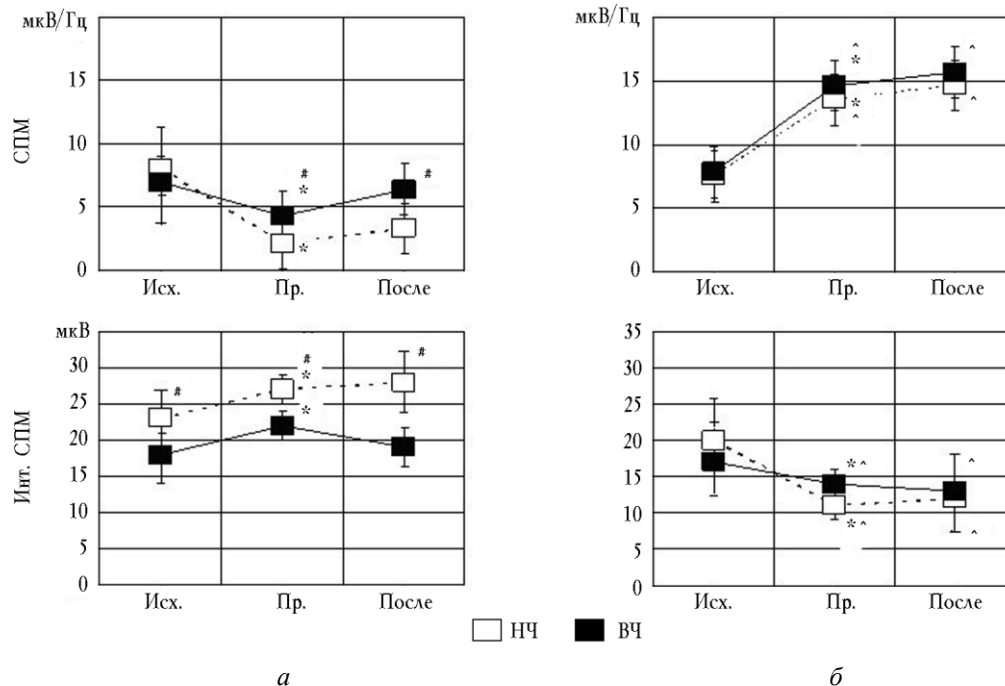 мкВ/Гц
мкВ/Гц
СПМ
15
10
5
0
15
10
5
0
^
*
^
*
^
^
#
*
#
*
Исх.
Пр.
После
Исх.
Пр.
После
мкВ
Инт. СПМ
30
25
20
15
10
5
0
35
30
25
20
15
10
5
0
#
#
*
#
*
* ^
^
* ^
^
Исх.
Пр.
После
Исх.
Пр.
После
НЧ
ВЧ
а
б